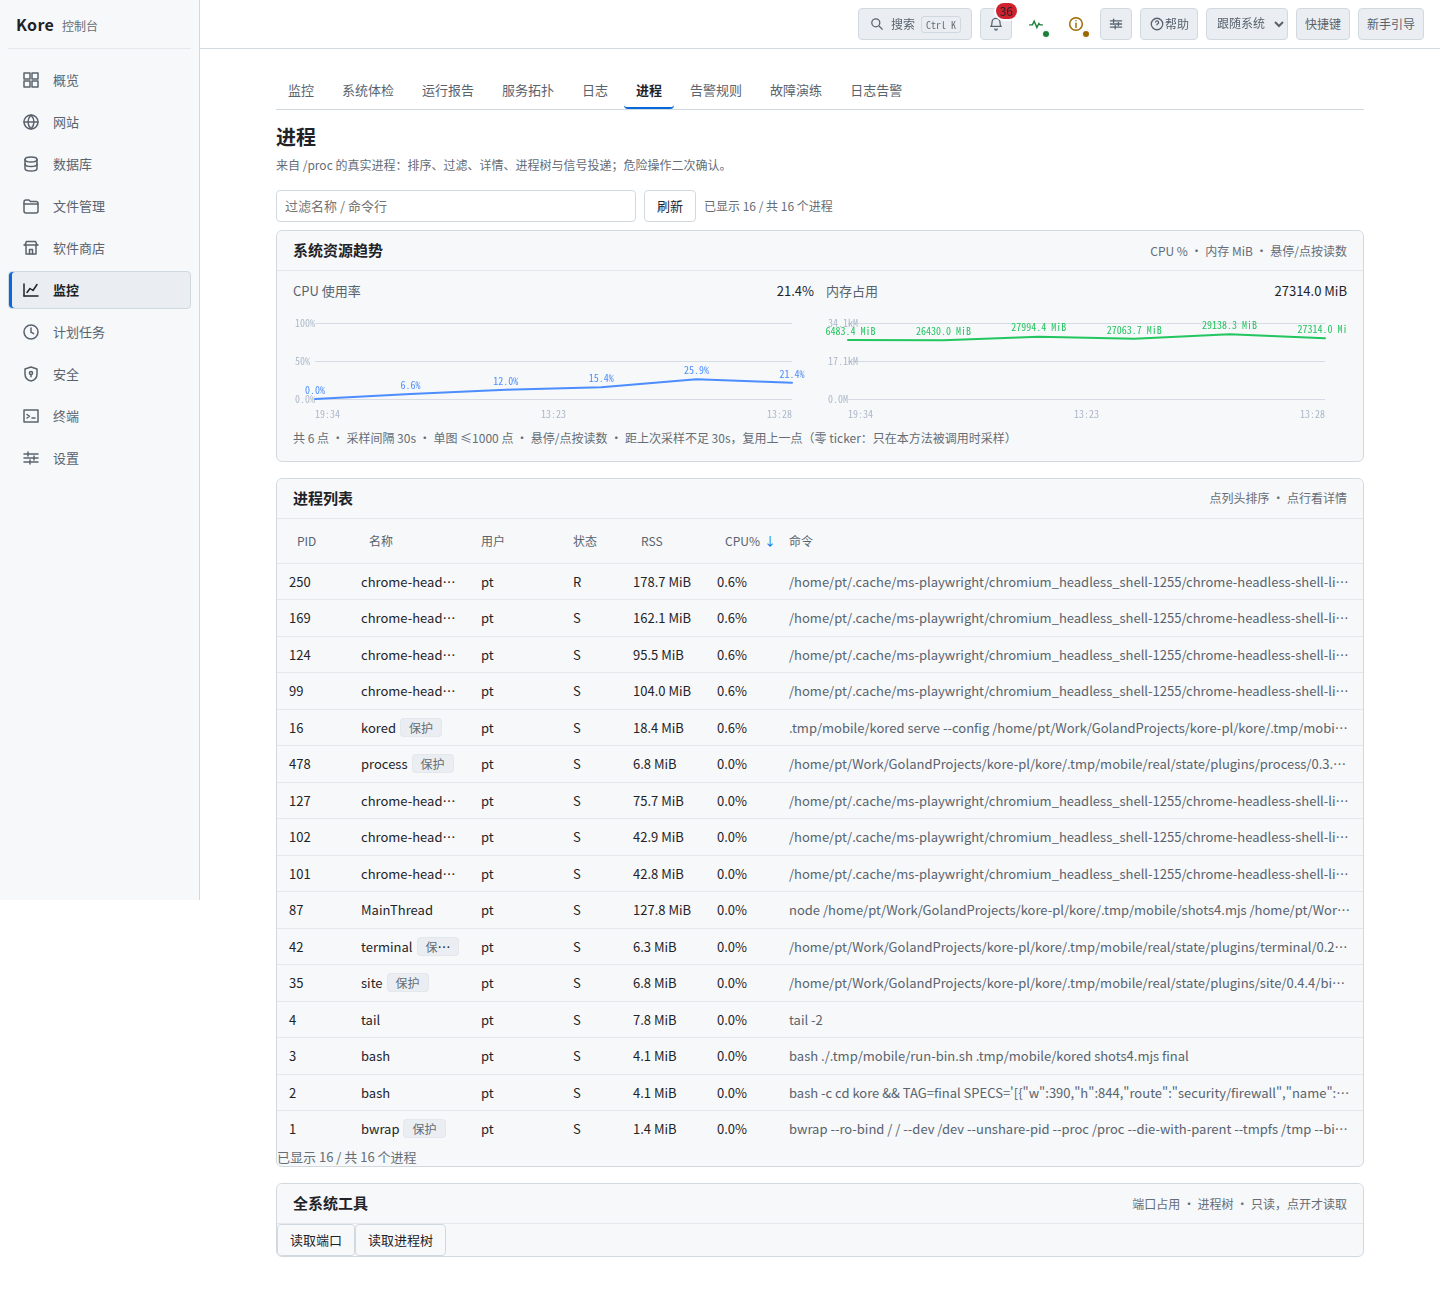 Kore 控制台
搜索 Ctrl K 36 帮助 跟随系统 快捷键 新手引导
概览
网站
数据库
文件管理
软件商店
监控
计划任务
安全
终端
设置
监控 系统体检 运行报告 服务拓扑 日志 进程 告警规则 故障演练 日志告警
进程
来自 /proc 的真实进程：排序、过滤、详情、进程树与信号投递；危险操作二次确认。
过滤名称 / 命令行 刷新 已显示 16 / 共 16 个进程
系统资源趋势 CPU % · 内存 MiB · 悬停/点按读数
CPU 使用率 21.4%
100%
50%
0.0%
0.0% 6.6% 12.0% 15.4% 25.9% 21.4%
19:34 13:23 13:28
内存占用 27314.0 MiB
34.1kM
17.1kM
0.0M
6483.4 MiB 26430.0 MiB 27994.4 MiB 27063.7 MiB 29138.3 MiB 27314.0 Mi
19:34 13:23 13:28
共 6 点 · 采样间隔 30s · 单图 ≤1000 点 · 悬停/点按读数 · 距上次采样不足 30s，复用上一点（零 ticker：只在本方法被调用时采样）
进程列表 点列头排序 · 点行看详情
PID 名称 用户 状态 RSS CPU% ↓ 命令
250 chrome-head… pt R 178.7 MiB 0.6% /home/pt/.cache/ms-playwright/chromium_headless_shell-1255/chrome-headless-shell-li…
169 chrome-head… pt S 162.1 MiB 0.6% /home/pt/.cache/ms-playwright/chromium_headless_shell-1255/chrome-headless-shell-li…
124 chrome-head… pt S 95.5 MiB 0.6% /home/pt/.cache/ms-playwright/chromium_headless_shell-1255/chrome-headless-shell-li…
99 chrome-head… pt S 104.0 MiB 0.6% /home/pt/.cache/ms-playwright/chromium_headless_shell-1255/chrome-headless-shell-li…
16 kored 保护 pt S 18.4 MiB 0.6% .tmp/mobile/kored serve --config /home/pt/Work/GolandProjects/kore-pl/kore/.tmp/mobi…
478 process 保护 pt S 6.8 MiB 0.0% /home/pt/Work/GolandProjects/kore-pl/kore/.tmp/mobile/real/state/plugins/process/0.3.…
127 chrome-head… pt S 75.7 MiB 0.0% /home/pt/.cache/ms-playwright/chromium_headless_shell-1255/chrome-headless-shell-li…
102 chrome-head… pt S 42.9 MiB 0.0% /home/pt/.cache/ms-playwright/chromium_headless_shell-1255/chrome-headless-shell-li…
101 chrome-head… pt S 42.8 MiB 0.0% /home/pt/.cache/ms-playwright/chromium_headless_shell-1255/chrome-headless-shell-li…
87 MainThread pt S 127.8 MiB 0.0% node /home/pt/Work/GolandProjects/kore-pl/kore/.tmp/mobile/shots4.mjs /home/pt/Wor…
42 terminal 保… pt S 6.3 MiB 0.0% /home/pt/Work/GolandProjects/kore-pl/kore/.tmp/mobile/real/state/plugins/terminal/0.2…
35 site 保护 pt S 6.8 MiB 0.0% /home/pt/Work/GolandProjects/kore-pl/kore/.tmp/mobile/real/state/plugins/site/0.4.4/bi…
4 tail pt S 7.8 MiB 0.0% tail -2
3 bash pt S 4.1 MiB 0.0% bash ./.tmp/mobile/run-bin.sh .tmp/mobile/kored shots4.mjs final
2 bash pt S 4.1 MiB 0.0% bash -c cd kore && TAG=final SPECS='[{"w":390,"h":844,"route":"security/firewall","name":…
1 bwrap 保护 pt S 1.4 MiB 0.0% bwrap --ro-bind / / --dev /dev --unshare-pid --proc /proc --die-with-parent --tmpfs /tmp --bi…
已显示 16 / 共 16 个进程
全系统工具 端口占用 · 进程树 · 只读，点开才读取
读取端口 读取进程树